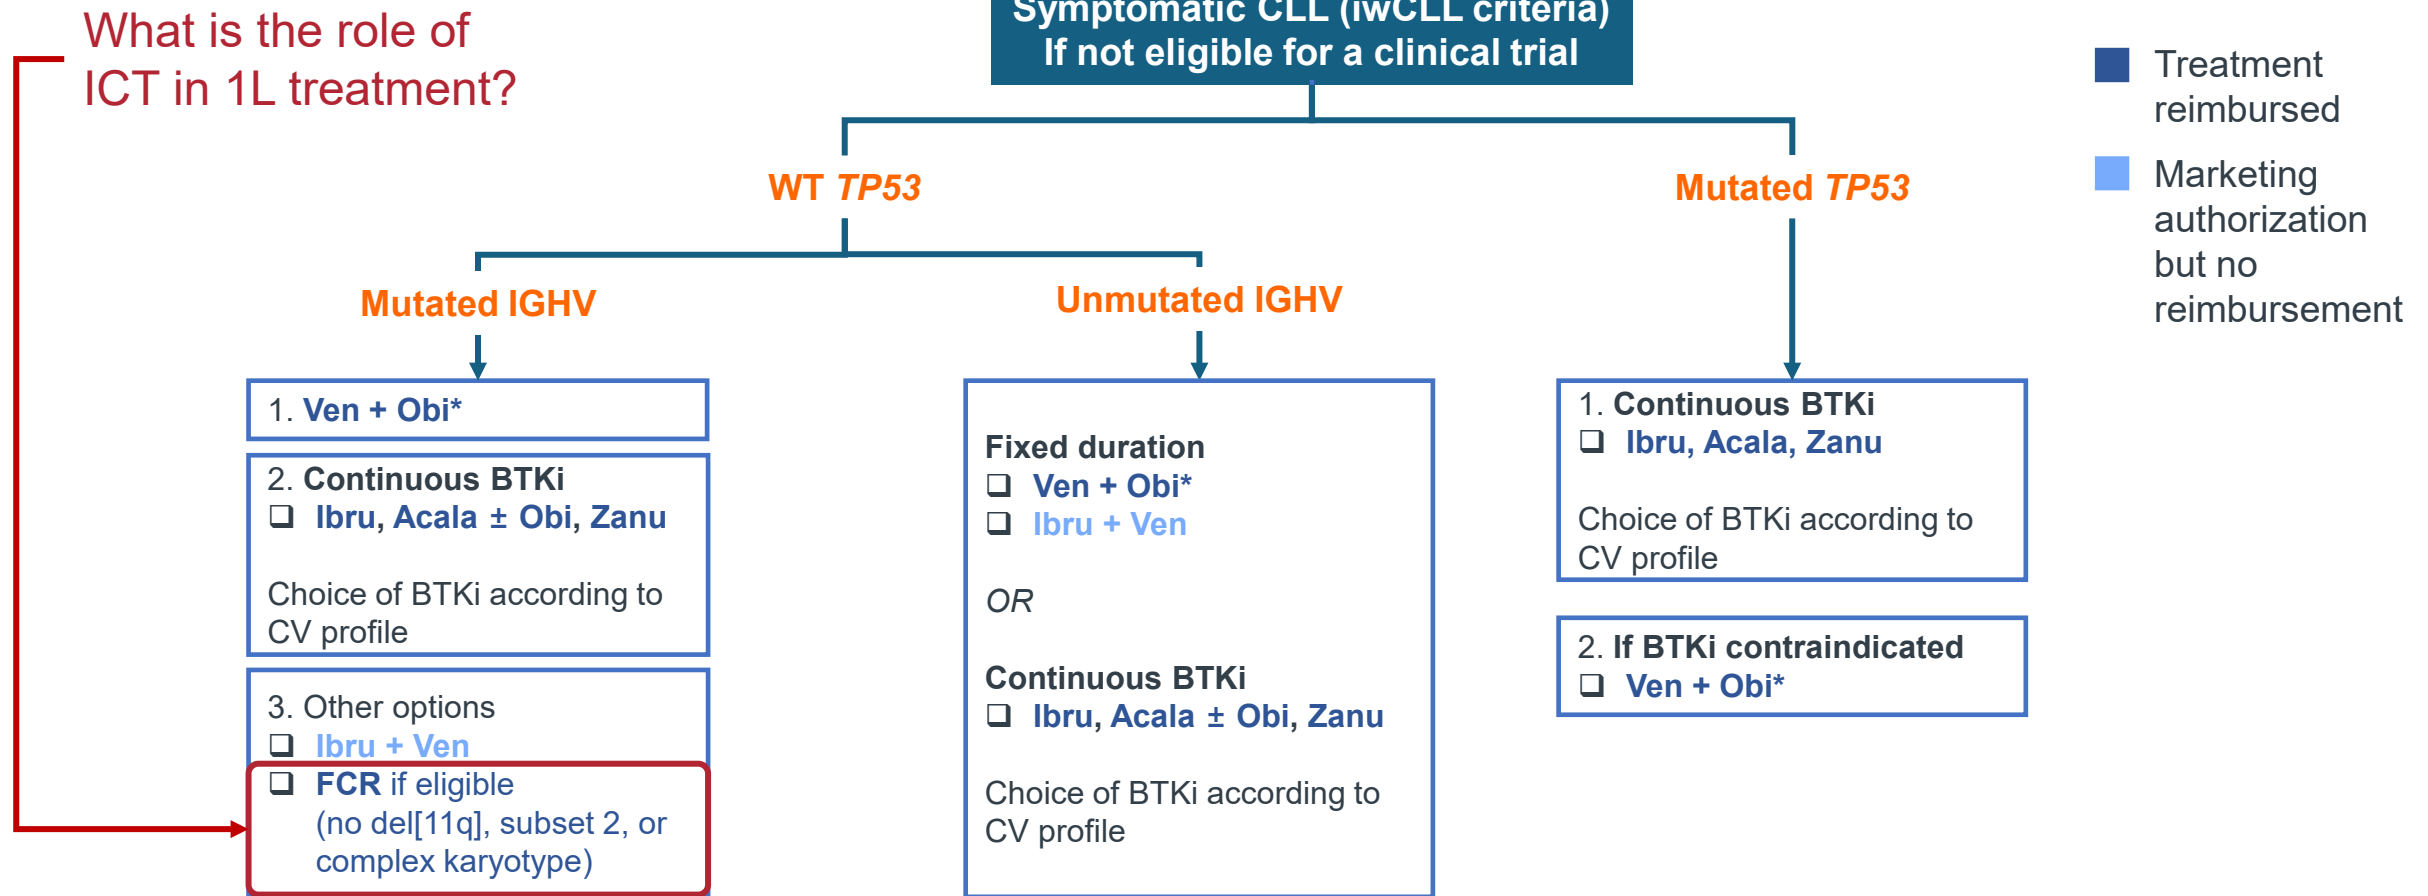 What is the role of
ICT in 1L treatment?
Symptomatic CLL (iwCLL criteria)
If not eligible for a clinical trial
Treatment
reimbursed
Marketing
authorization
but no
reimbursement
WT TP53
Mutated TP53
Mutated IGHV
Unmutated IGHV
1. Ven + Obi*
2. Continuous BTKi
❑ Ibru, Acala ± Obi, Zanu
Choice of BTKi according to
CV profile
3. Other options
❑ Ibru + Ven
❑ FCR if eligible
(no del[11q], subset 2, or
complex karyotype)
Fixed duration
❑ Ven + Obi*
❑ Ibru + Ven
OR
Continuous BTKi
❑ Ibru, Acala ± Obi, Zanu
Choice of BTKi according to
CV profile
1. Continuous BTKi
❑ Ibru, Acala, Zanu
Choice of BTKi according to
CV profile
2. If BTKi contraindicated
❑ Ven + Obi*